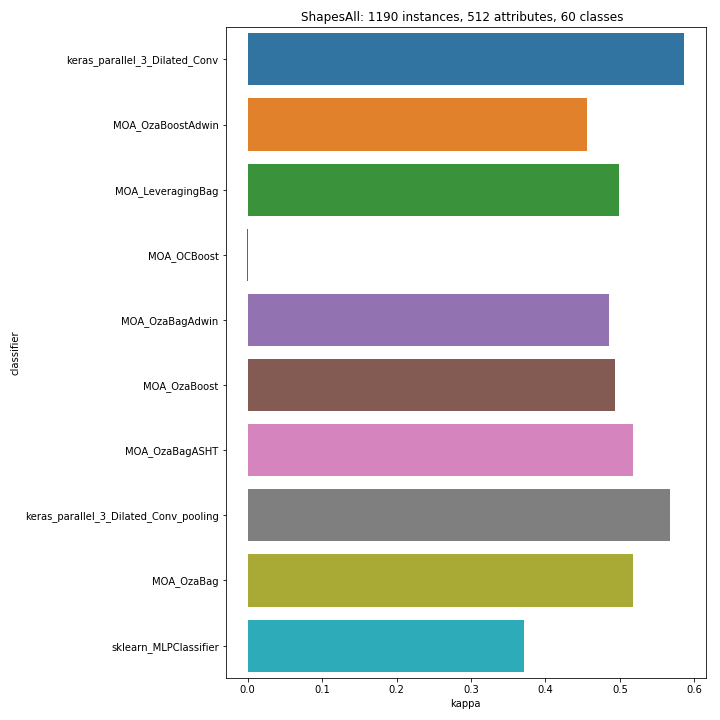 ShapesAll: 1190 instances, 512 attributes, 60 classes
keras_parallel_3_Dilated_Conv
MOA_OzaBoostAdwin
MOA_LeveragingBag
MOA_OCBoost
MOA_OzaBagAdwin
MOA_OzaBoost
MOA_OzaBagASHT
keras_parallel_3_Dilated_Conv_pooling
MOA_OzaBag
sklearn_MLPClassifier
classifier
0.0 0.1 0.2 0.3 0.4 0.5 0.6
kappa